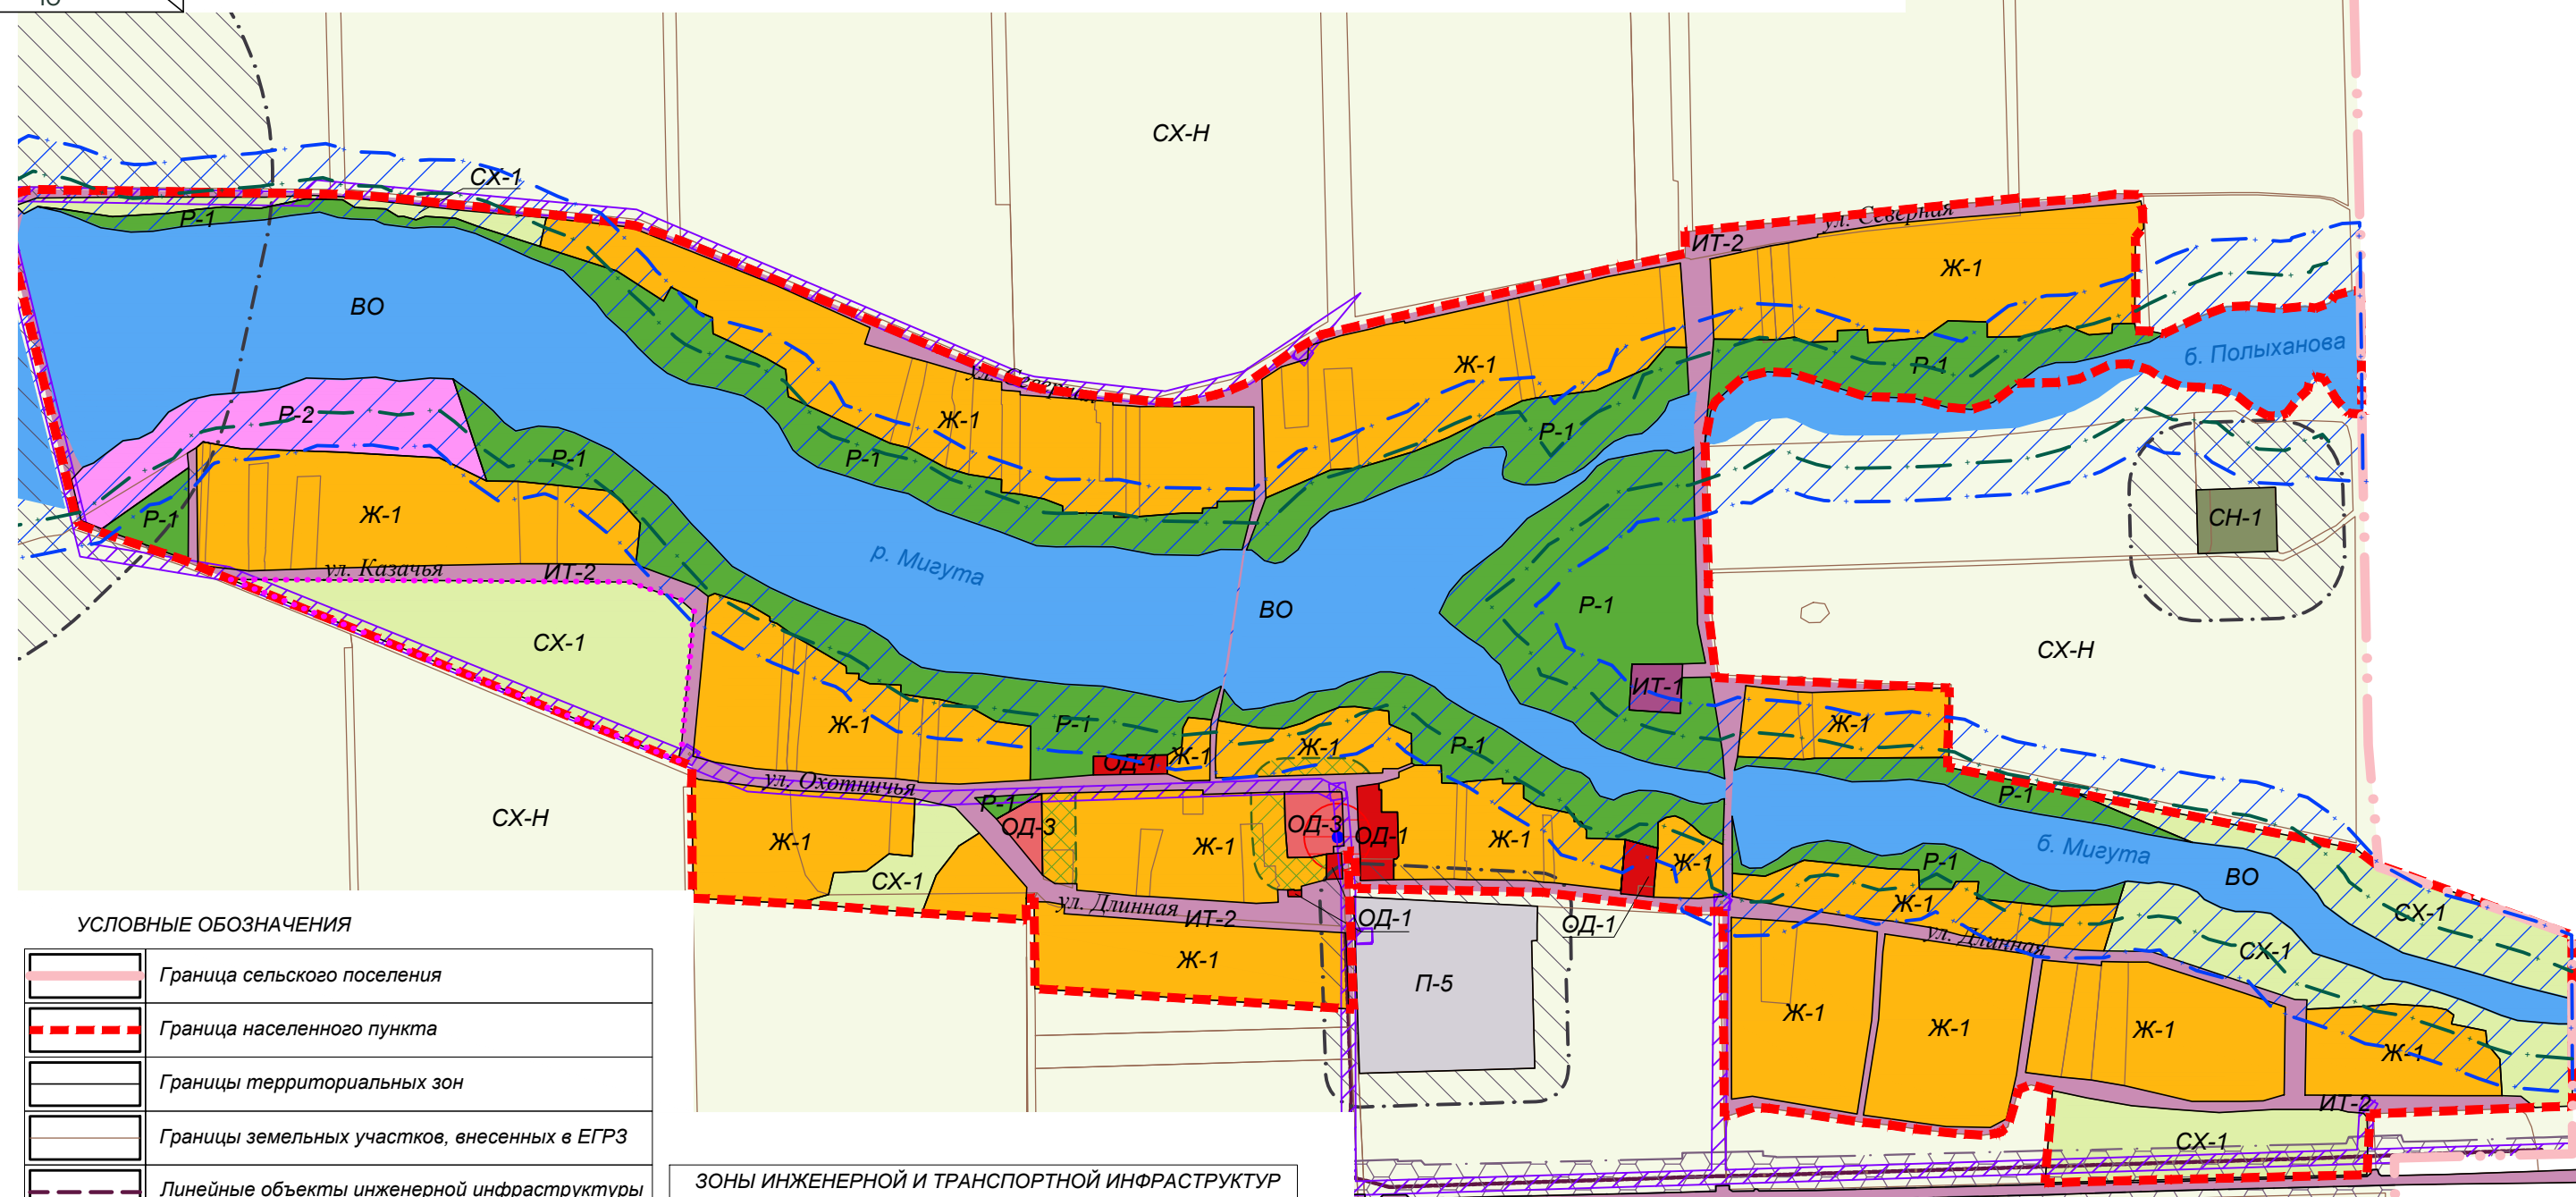 СХ-Н
СХ-1
Р-1
ул. Северная
ИТ-2
Ж-1
ВО
б. Полыханова
Р-1
Ж-1
ул. Северная
Р-2
Ж-1
Р-1
Р-1
Р-1
Р-1
Ж-1
СН-1
р. Мигута
ул. Казачья
ИТ-2
ВО
Р-1
СХ-1
СХ-Н
ИТ-1
Ж-1
Р-1
Ж-1
Р-1
Ж-1
ОД-1
Ж-1
ул. Охотничья
Р-1
Р-1
СХ-Н
ОД-3
ОД-3
ОД-1
Ж-1
Ж-1
Ж-1
б. Мигута
Ж-1
Р-1
СХ-1
ВО
ул. Длинная
ИТ-2
ОД-1
ОД-1
Ж-1
СХ-1
ул. Длинная
СХ-1
Ж-1
П-5
Ж-1
Ж-1
Ж-1
Ж-1
ИТ-2
СХ-1
УСЛОВНЫЕ ОБОЗНАЧЕНИЯ
Граница сельского поселения
Граница населенного пункта
Границы территориальных зон
Границы земельных участков, внесенных в ЕГРЗ
Линейные объекты инженерной инфраструктуры
ЗОНЫ ИНЖЕНЕРНОЙ И ТРАНСПОРТНОЙ ИНФРАСТРУКТУР